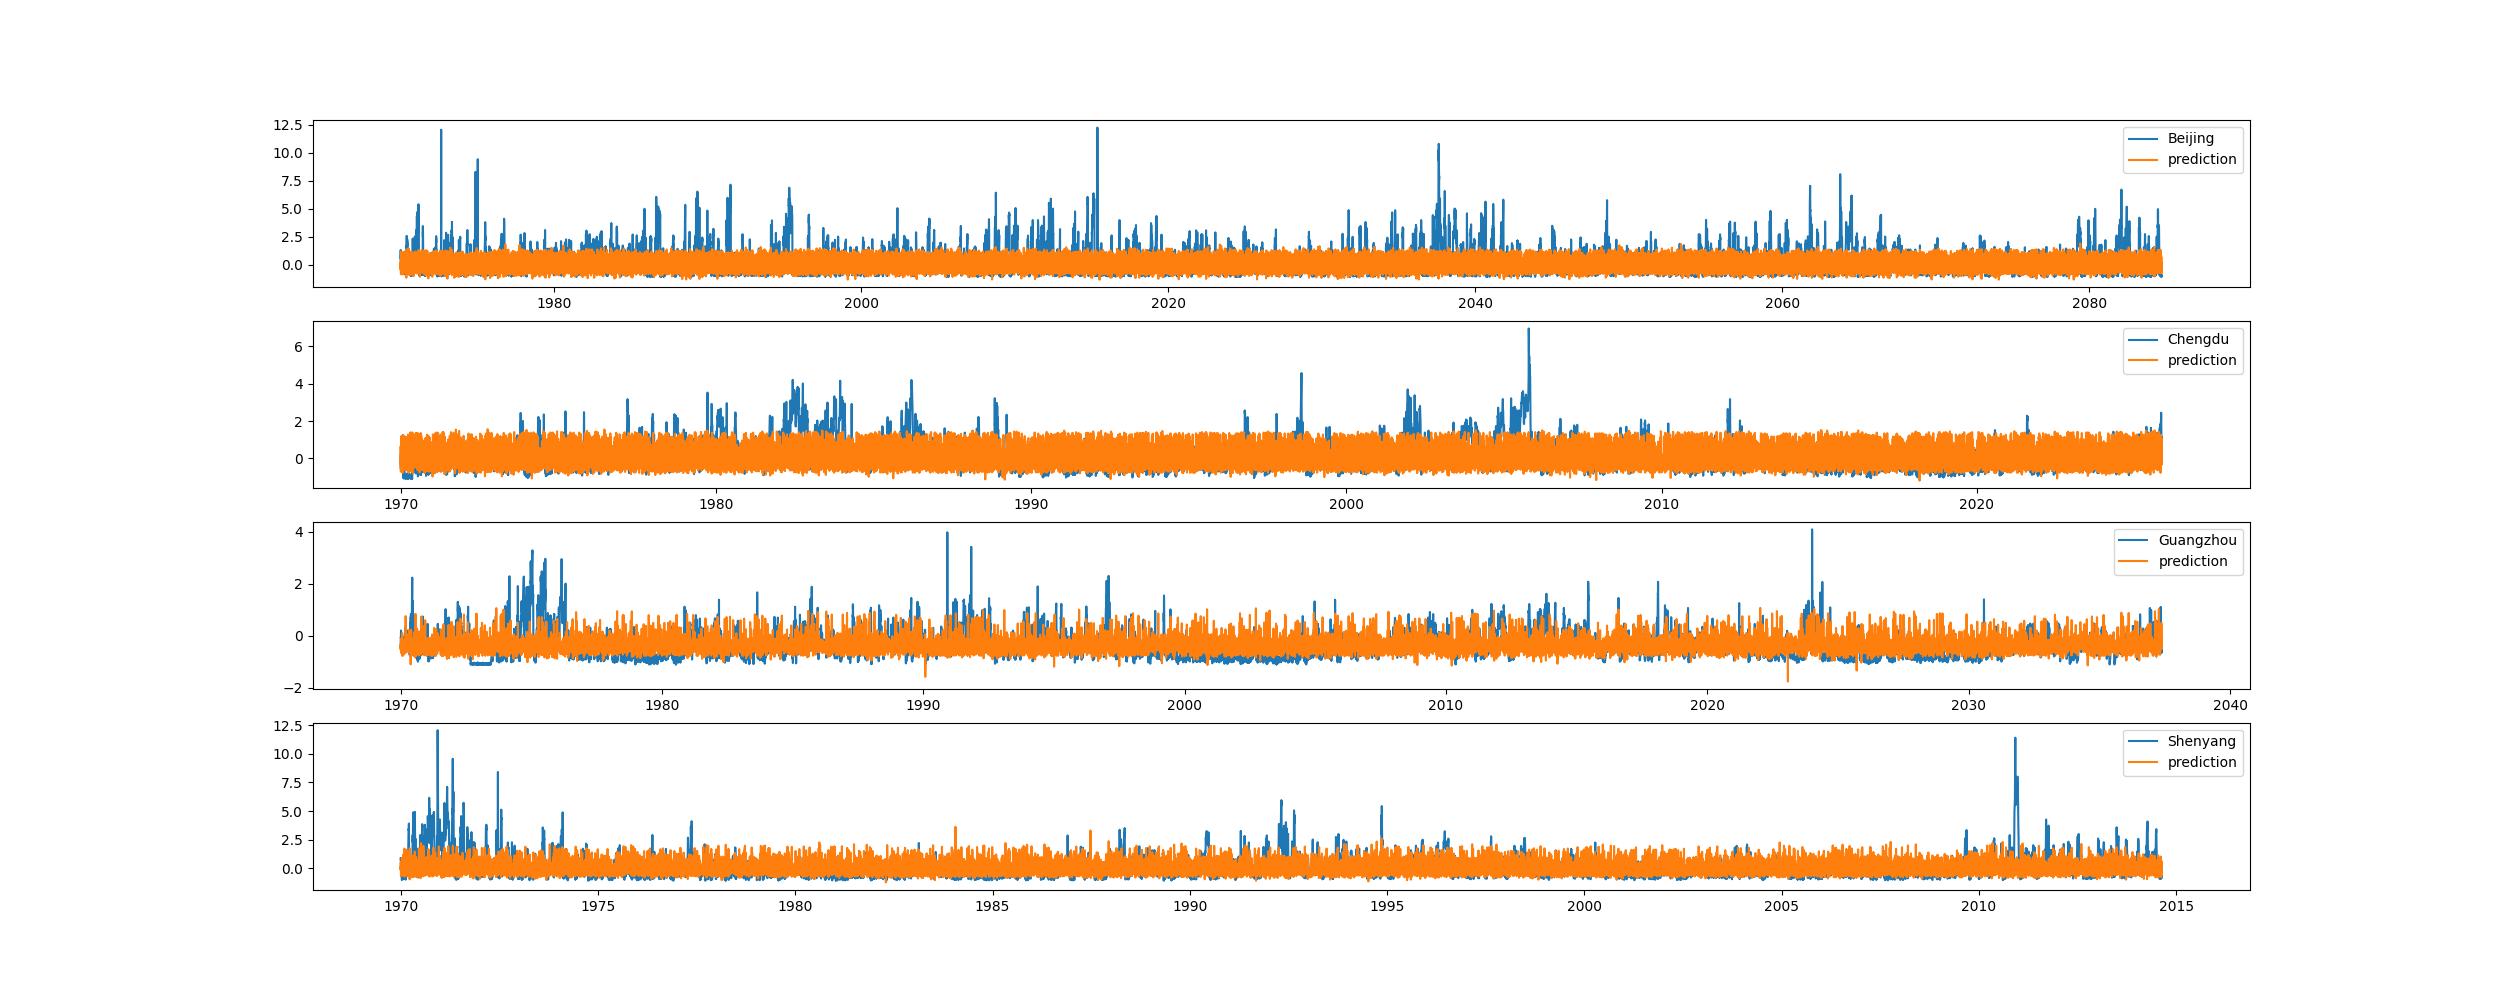 12.5
10.0
7.5
5.0
2.5
0.0
Beijing
prediction
1980 2000 2020 2040 2060 2080
6
4
2
0
Chengdu
prediction
1970 1980 1990 2000 2010 2020
4
2
0
−2
Guangzhou
prediction
1970 1980 1990 2000 2010 2020 2030 2040
12.5
10.0
7.5
5.0
2.5
0.0
Shenyang
prediction
1970 1975 1980 1985 1990 1995 2000 2005 2010 2015